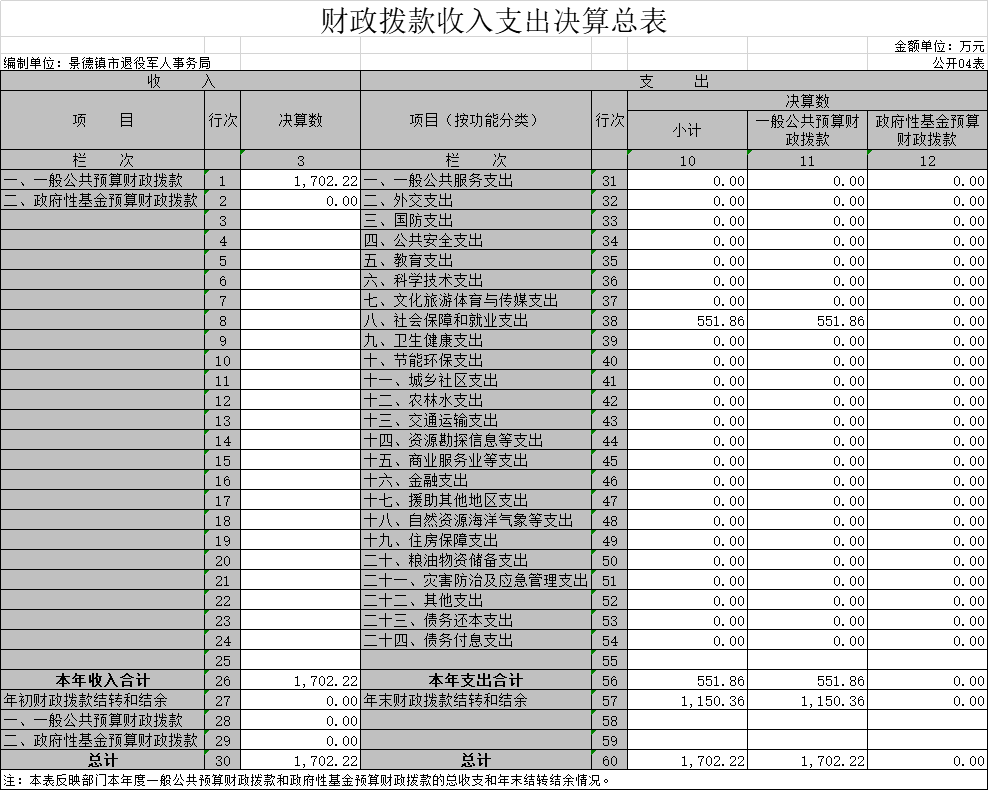 财政拨款收入支出决算总表
金额单位：万元
编制单位：景德镇市退役军人事务局 公开04表
收 入 支 出
项 目 行次 决算数 项目（按功能分类） 行次 决算数
小计 一般公共预算财政拨款 政府性基金预算财政拨款
栏 次 3 栏 次 10 11 12
一、一般公共预算财政拨款 1 1,702.22 一、一般公共服务支出 31 0.00 0.00 0.00
二、政府性基金预算财政拨款 2 0.00 二、外交支出 32 0.00 0.00 0.00
3 三、国防支出 33 0.00 0.00 0.00
4 四、公共安全支出 34 0.00 0.00 0.00
5 五、教育支出 35 0.00 0.00 0.00
6 六、科学技术支出 36 0.00 0.00 0.00
7 七、文化旅游体育与传媒支出 37 0.00 0.00 0.00
8 八、社会保障和就业支出 38 551.86 551.86 0.00
9 九、卫生健康支出 39 0.00 0.00 0.00
10 十、节能环保支出 40 0.00 0.00 0.00
11 十一、城乡社区支出 41 0.00 0.00 0.00
12 十二、农林水支出 42 0.00 0.00 0.00
13 十三、交通运输支出 43 0.00 0.00 0.00
14 十四、资源勘探信息等支出 44 0.00 0.00 0.00
15 十五、商业服务业等支出 45 0.00 0.00 0.00
16 十六、金融支出 46 0.00 0.00 0.00
17 十七、援助其他地区支出 47 0.00 0.00 0.00
18 十八、自然资源海洋气象等支出 48 0.00 0.00 0.00
19 十九、住房保障支出 49 0.00 0.00 0.00
20 二十、粮油物资储备支出 50 0.00 0.00 0.00
21 二十一、灾害防治及应急管理支出 51 0.00 0.00 0.00
22 二十二、其他支出 52 0.00 0.00 0.00
23 二十三、债务还本支出 53 0.00 0.00 0.00
24 二十四、债务付息支出 54 0.00 0.00 0.00
25 55
本年收入合计 26 1,702.22 本年支出合计 56 551.86 551.86 0.00
年初财政拨款结转和结余 27 0.00 年末财政拨款结转和结余 57 1,150.36 1,150.36 0.00
一、一般公共预算财政拨款 28 0.00 58
二、政府性基金预算财政拨款 29 0.00 59
总计 30 1,702.22 总计 60 1,702.22 1,702.22 0.00
注：本表反映部门本年度一般公共预算财政拨款和政府性基金预算财政拨款的总收支和年末结转结余情况。